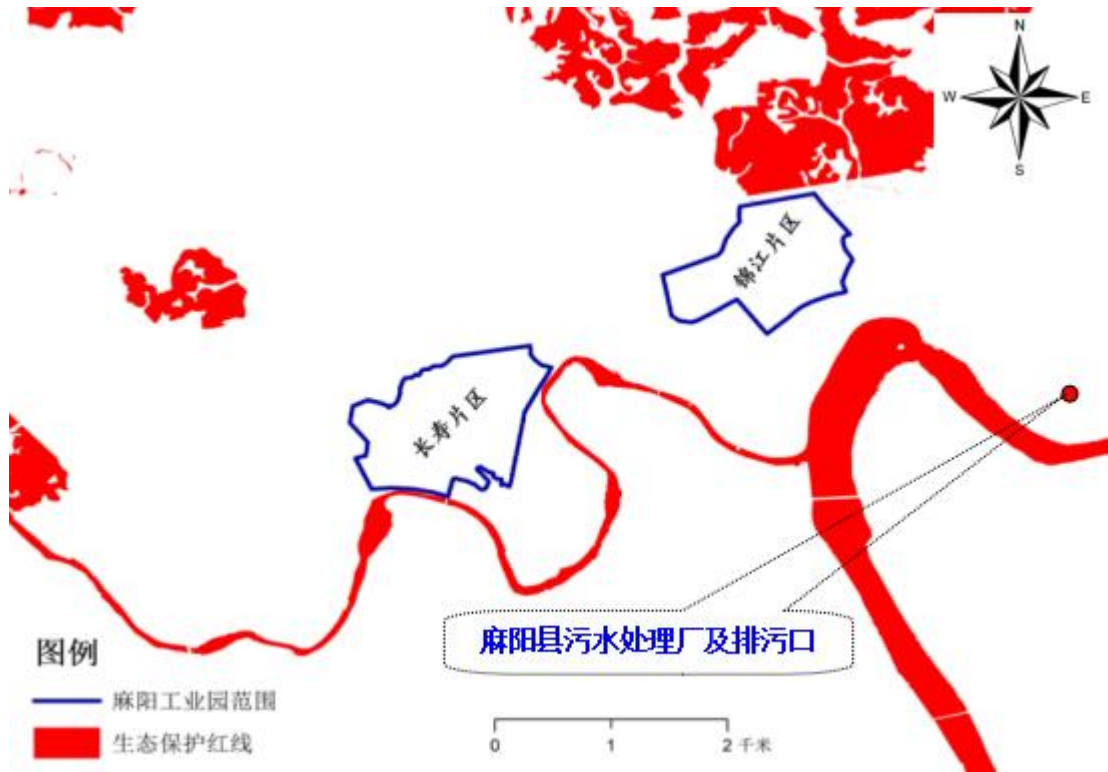 N
W
E
S
锦江片区
长寿片区
麻阳县污水处理厂及排污口
图例
麻阳工业园范围
生态保护红线
0 1 2 千米